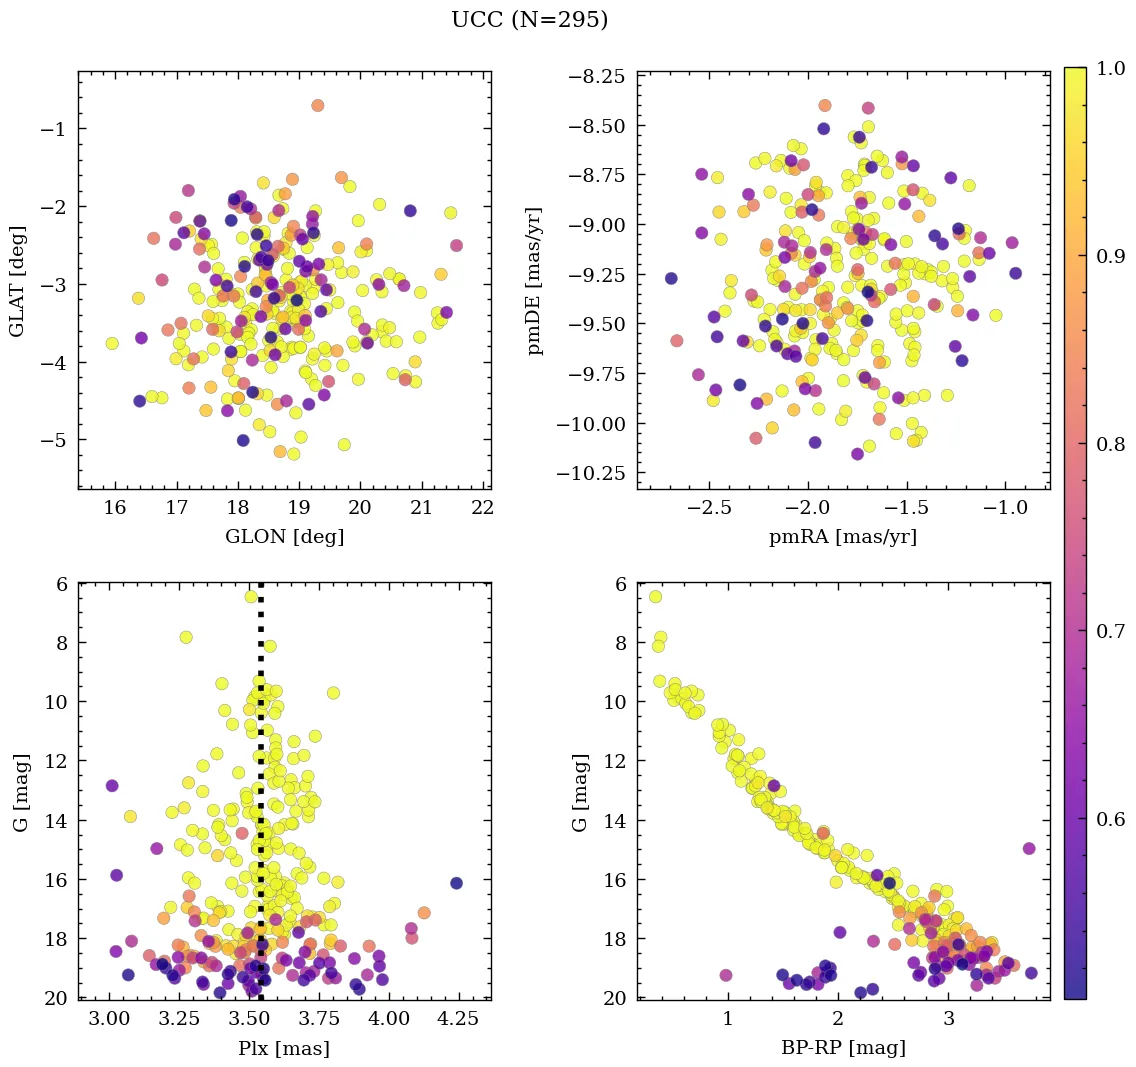 UCC (N=295)
−1
−2
−3
−4
−5
GLAT [deg]
16 17 18 19 20 21 22
GLON [deg]
−8.25
−8.50
−8.75
−9.00
−9.25
−9.50
−9.75
−10.00
−10.25
pmDE [mas/yr]
−2.5 −2.0 −1.5 −1.0
pmRA [mas/yr]
6
8
10
12
14
16
18
20
G [mag]
3.00 3.25 3.50 3.75 4.00 4.25
Plx [mas]
6
8
10
12
14
16
18
20
G [mag]
1 2 3
BP-RP [mag]
1.0
0.9
0.8
0.7
0.6